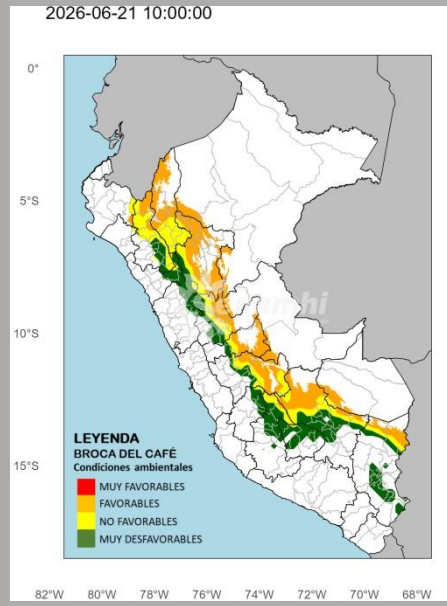 2026-06-21 10:00:00
0°
5°S
10°S
15°S
Senamhi
LEYENDA
BROCA DEL CAFÉ
Condiciones ambientales
MUY FAVORABLES
FAVORABLES
NO FAVORABLES
MUY DESFAVORABLES
82°W 80°W 78°W 76°W 74°W 72°W 70°W 68°W